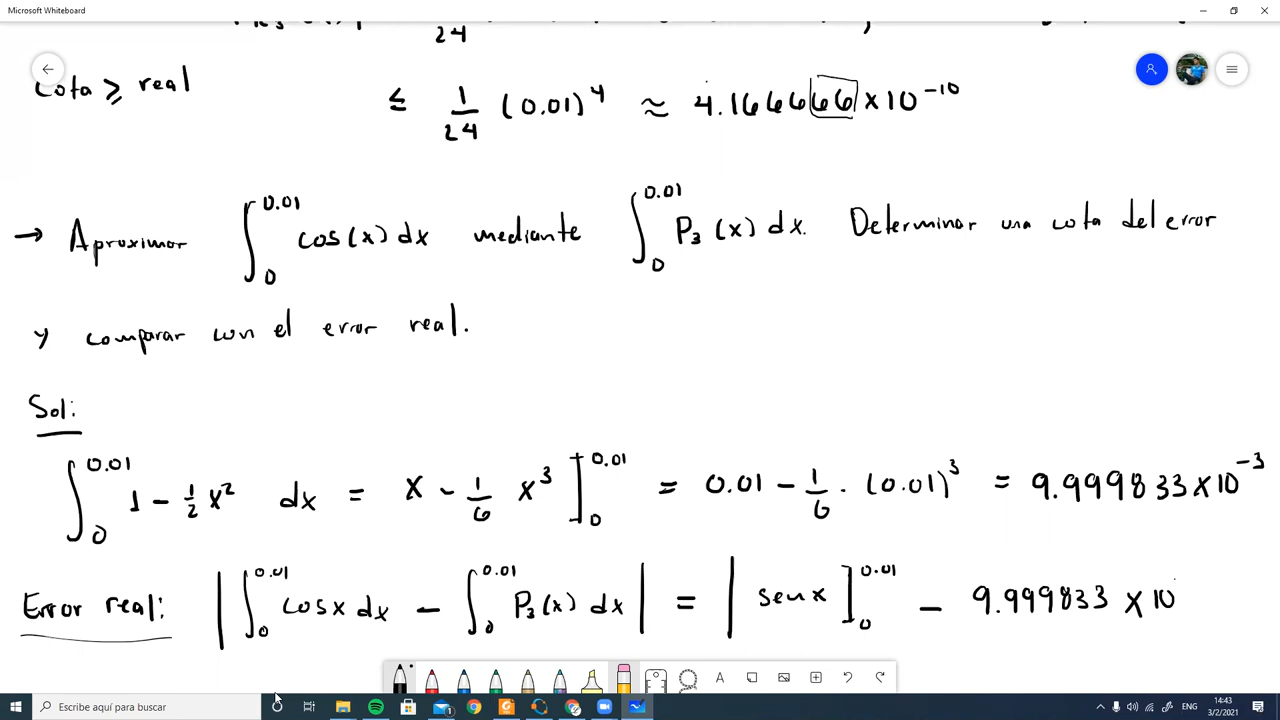 Microsoft Whiteboard
24
Cota ≥ real
≤ 1/24 (0.01)^4 ≈ 4.1666666 x 10^-10
→ Aproximar ∫_0^0.01 cos(x) dx mediante ∫_0^0.01 P_3(x) dx. Determinar una cota del error
y comparar con el error real.
Sol:
∫_0^0.01 1 - 1/2 x^2 dx = x - 1/6 x^3 ]_0^0.01 = 0.01 - 1/6 · (0.01)^3 = 9.999833 x 10^-3
Error real: | ∫_0^0.01 cosx dx - ∫_0^0.01 P_3(x) dx | = | senx ]_0^0.01 - 9.999833 x 10
Escribe aquí para buscar
ENG
14:43
3/2/2021